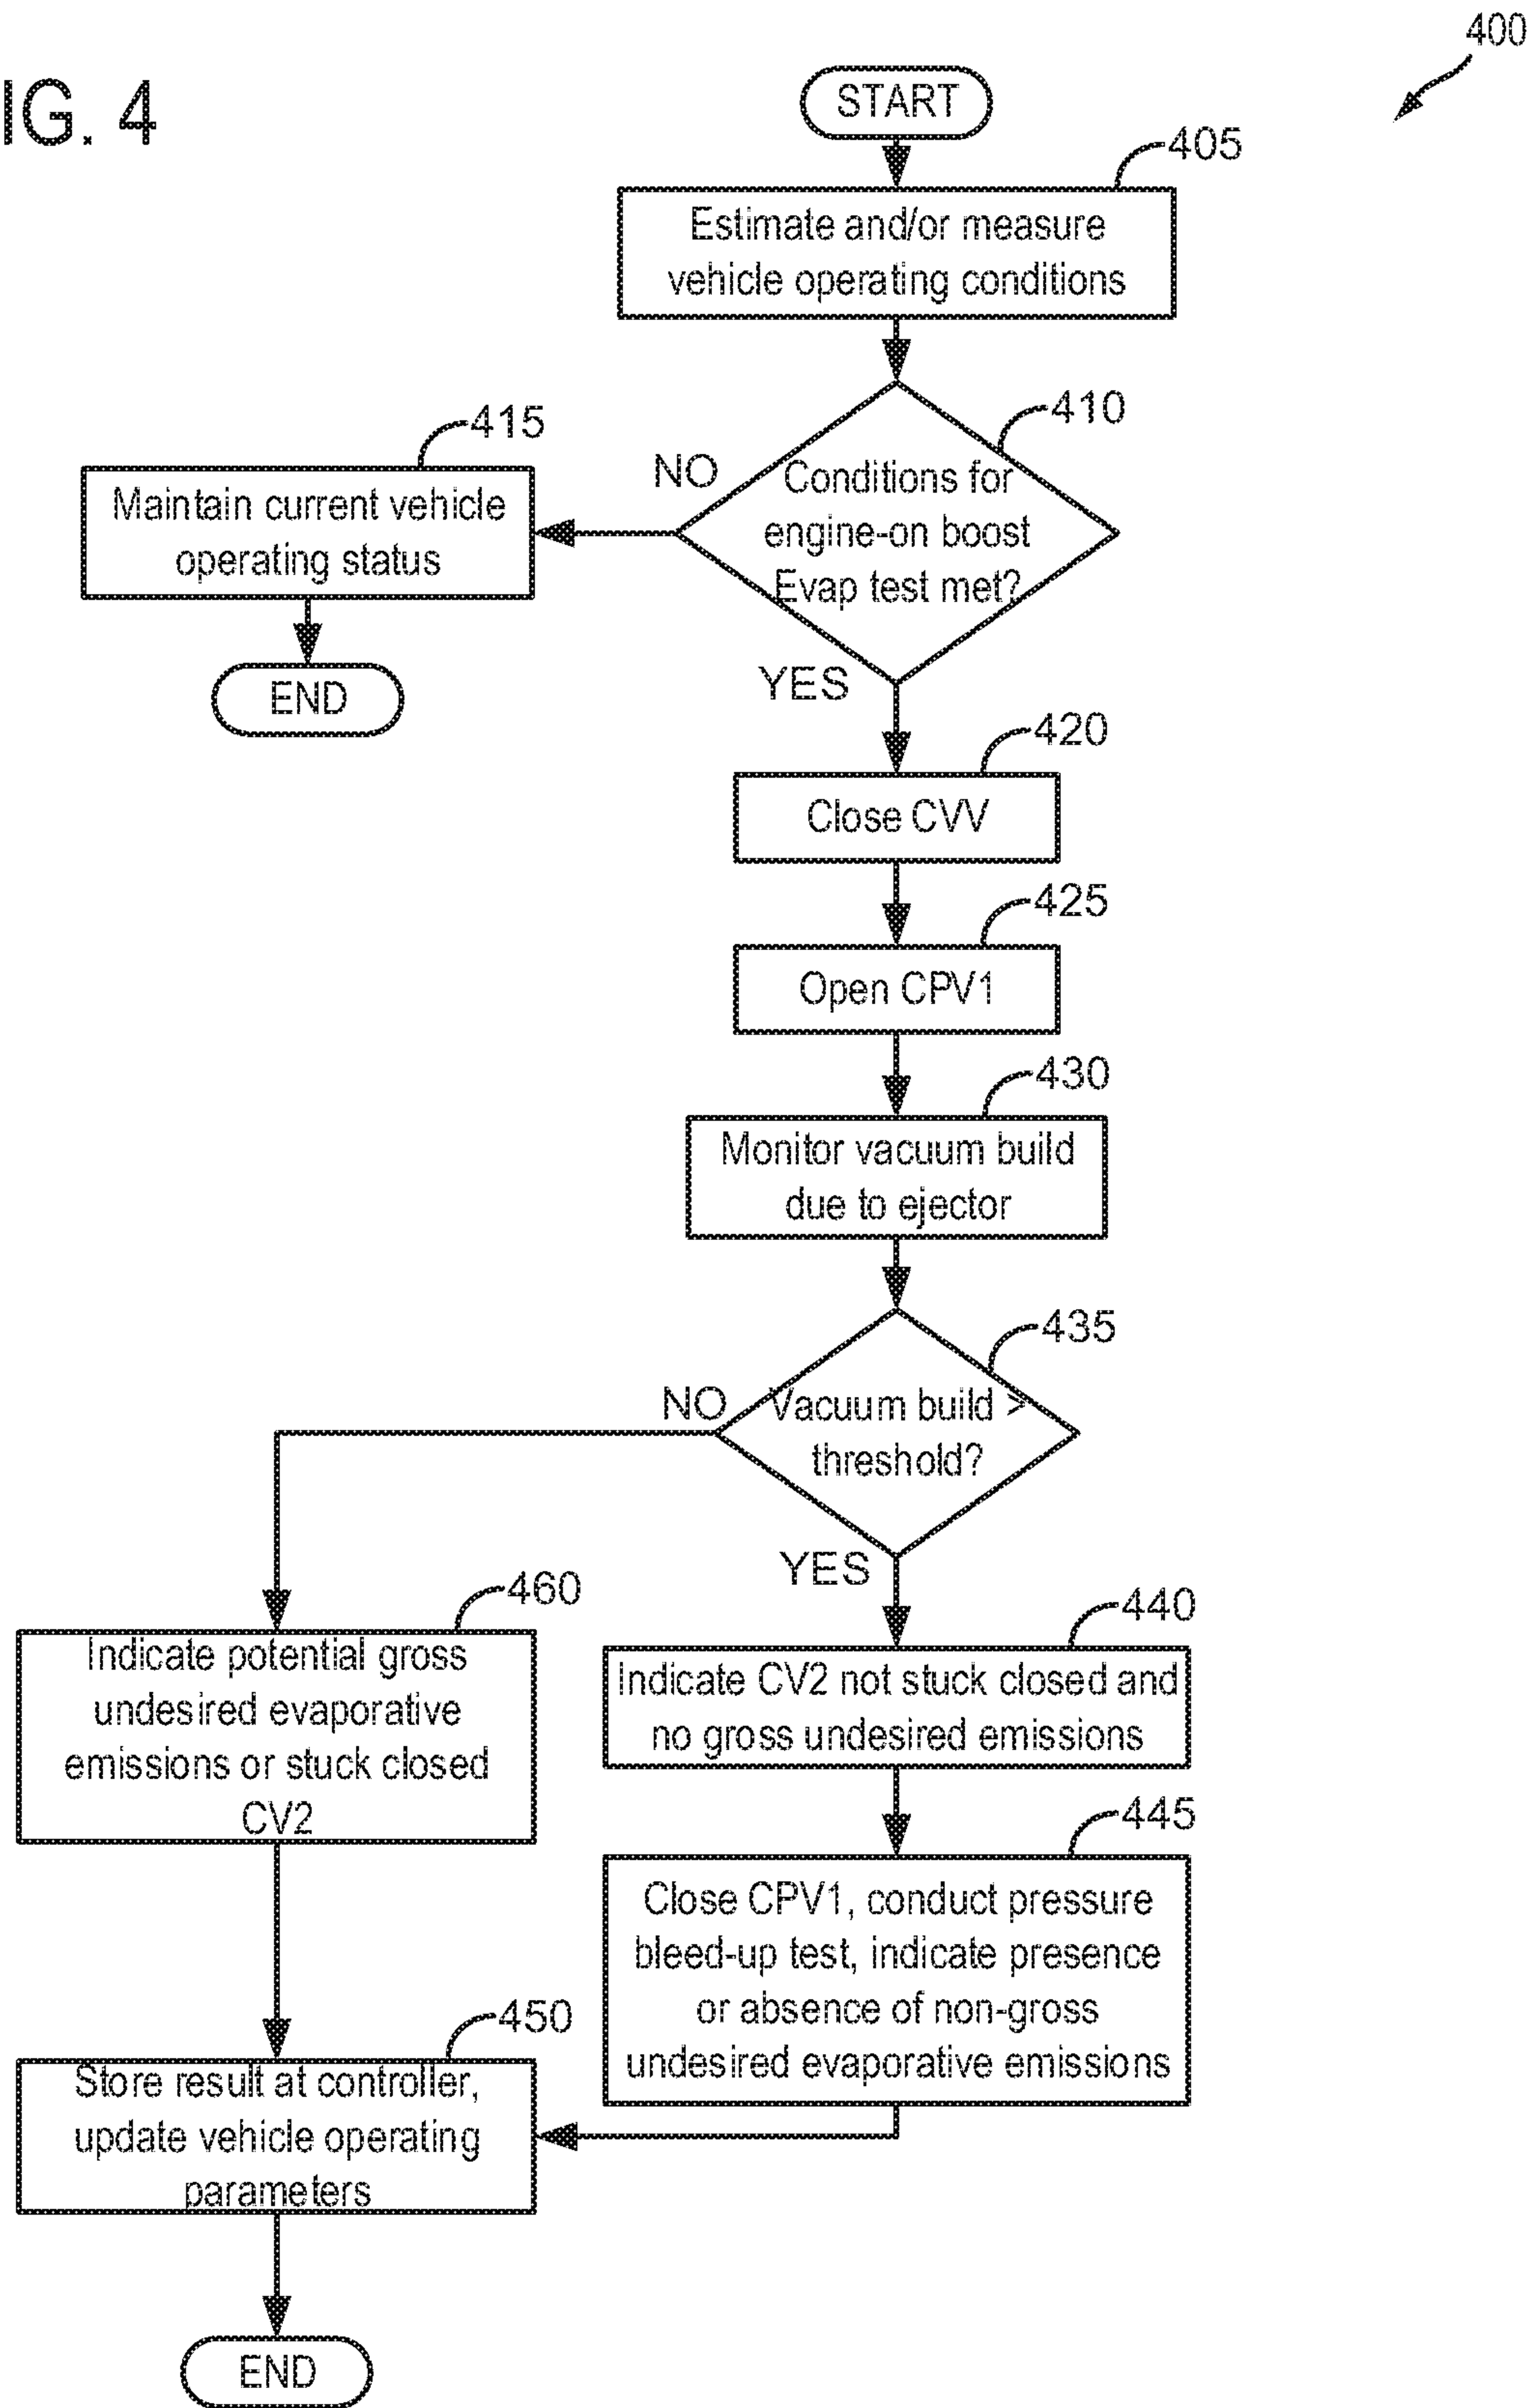 IG. 4
400
START
405
Estimate and/or measure
vehicle operating conditions
410
Conditions for
engine-on boost
Evap test met?
NO
415
Maintain current vehicle
operating status
END
YES
420
Close CVV
425
Open CPV1
430
Monitor vacuum build
due to ejector
435
Vacuum build >
threshold?
NO
YES
460
Indicate potential gross
undesired evaporative
emissions or stuck closed
CV2
440
Indicate CV2 not stuck closed and
no gross undesired emissions
445
Close CPV1, conduct pressure
bleed-up test, indicate presence
or absence of non-gross
undesired evaporative emissions
450
Store result at controller,
update vehicle operating
parameters
END